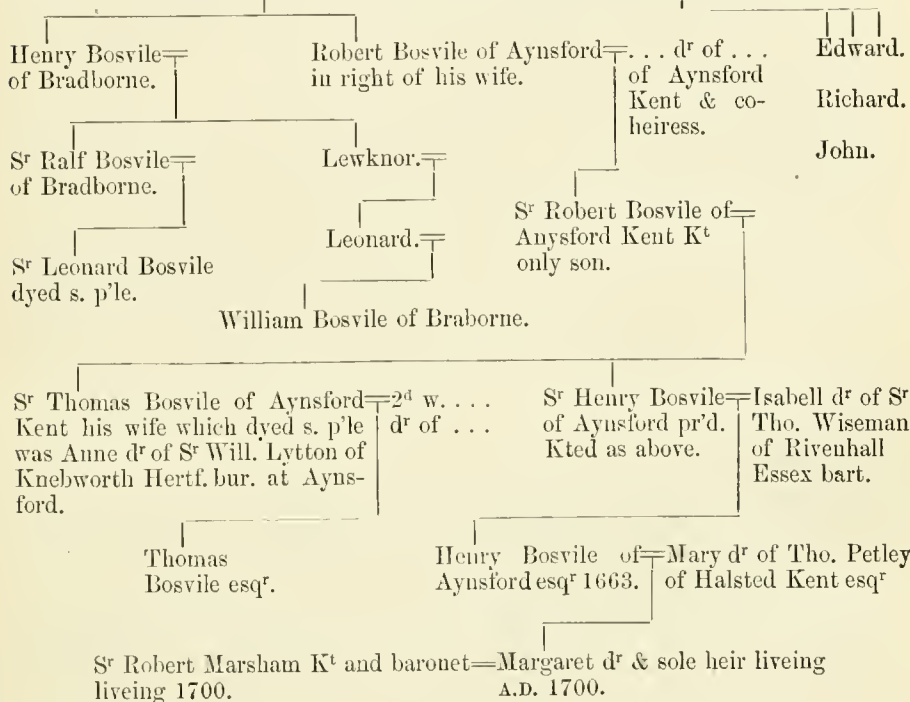 Henry Bosvile
of Bradborne.
Robert Bosvile of Aynsford
in right of his wife.
. . . dʳ of . . .
of Aynsford
Kent & co-
heiress.
Edward.
Richard.
John.
Sʳ Ralf Bosvile
of Bradborne.
Lewknor.
Sʳ Leonard Bosvile
dyed s. p'le.
Leonard.
Sʳ Robert Bosvile of
Anysford Kent Kᵗ
only son.
William Bosvile of Braborne.
Sʳ Thomas Bosvile of Aynsford
Kent his wife which dyed s. p'le
was Anne dʳ of Sʳ Will. Lytton of
Knebworth Hertf. bur. at Ayns-
ford.
2ᵈ w. . . .
dʳ of . . .
Sʳ Henry Bosvile
of Aynsford pr'd.
Kted as above.
Isabell dʳ of Sʳ
Tho. Wiseman
of Rivenhall
Essex bart.
Thomas
Bosvile esqʳ.
Henry Bosvile of
Aynsford esqʳ 1663.
Mary dʳ of Tho. Petley
of Halsted Kent esqʳ
Sʳ Robert Marsham Kᵗ and baronet
liveing 1700.
Margaret dʳ & sole heir liveing
A.D. 1700.